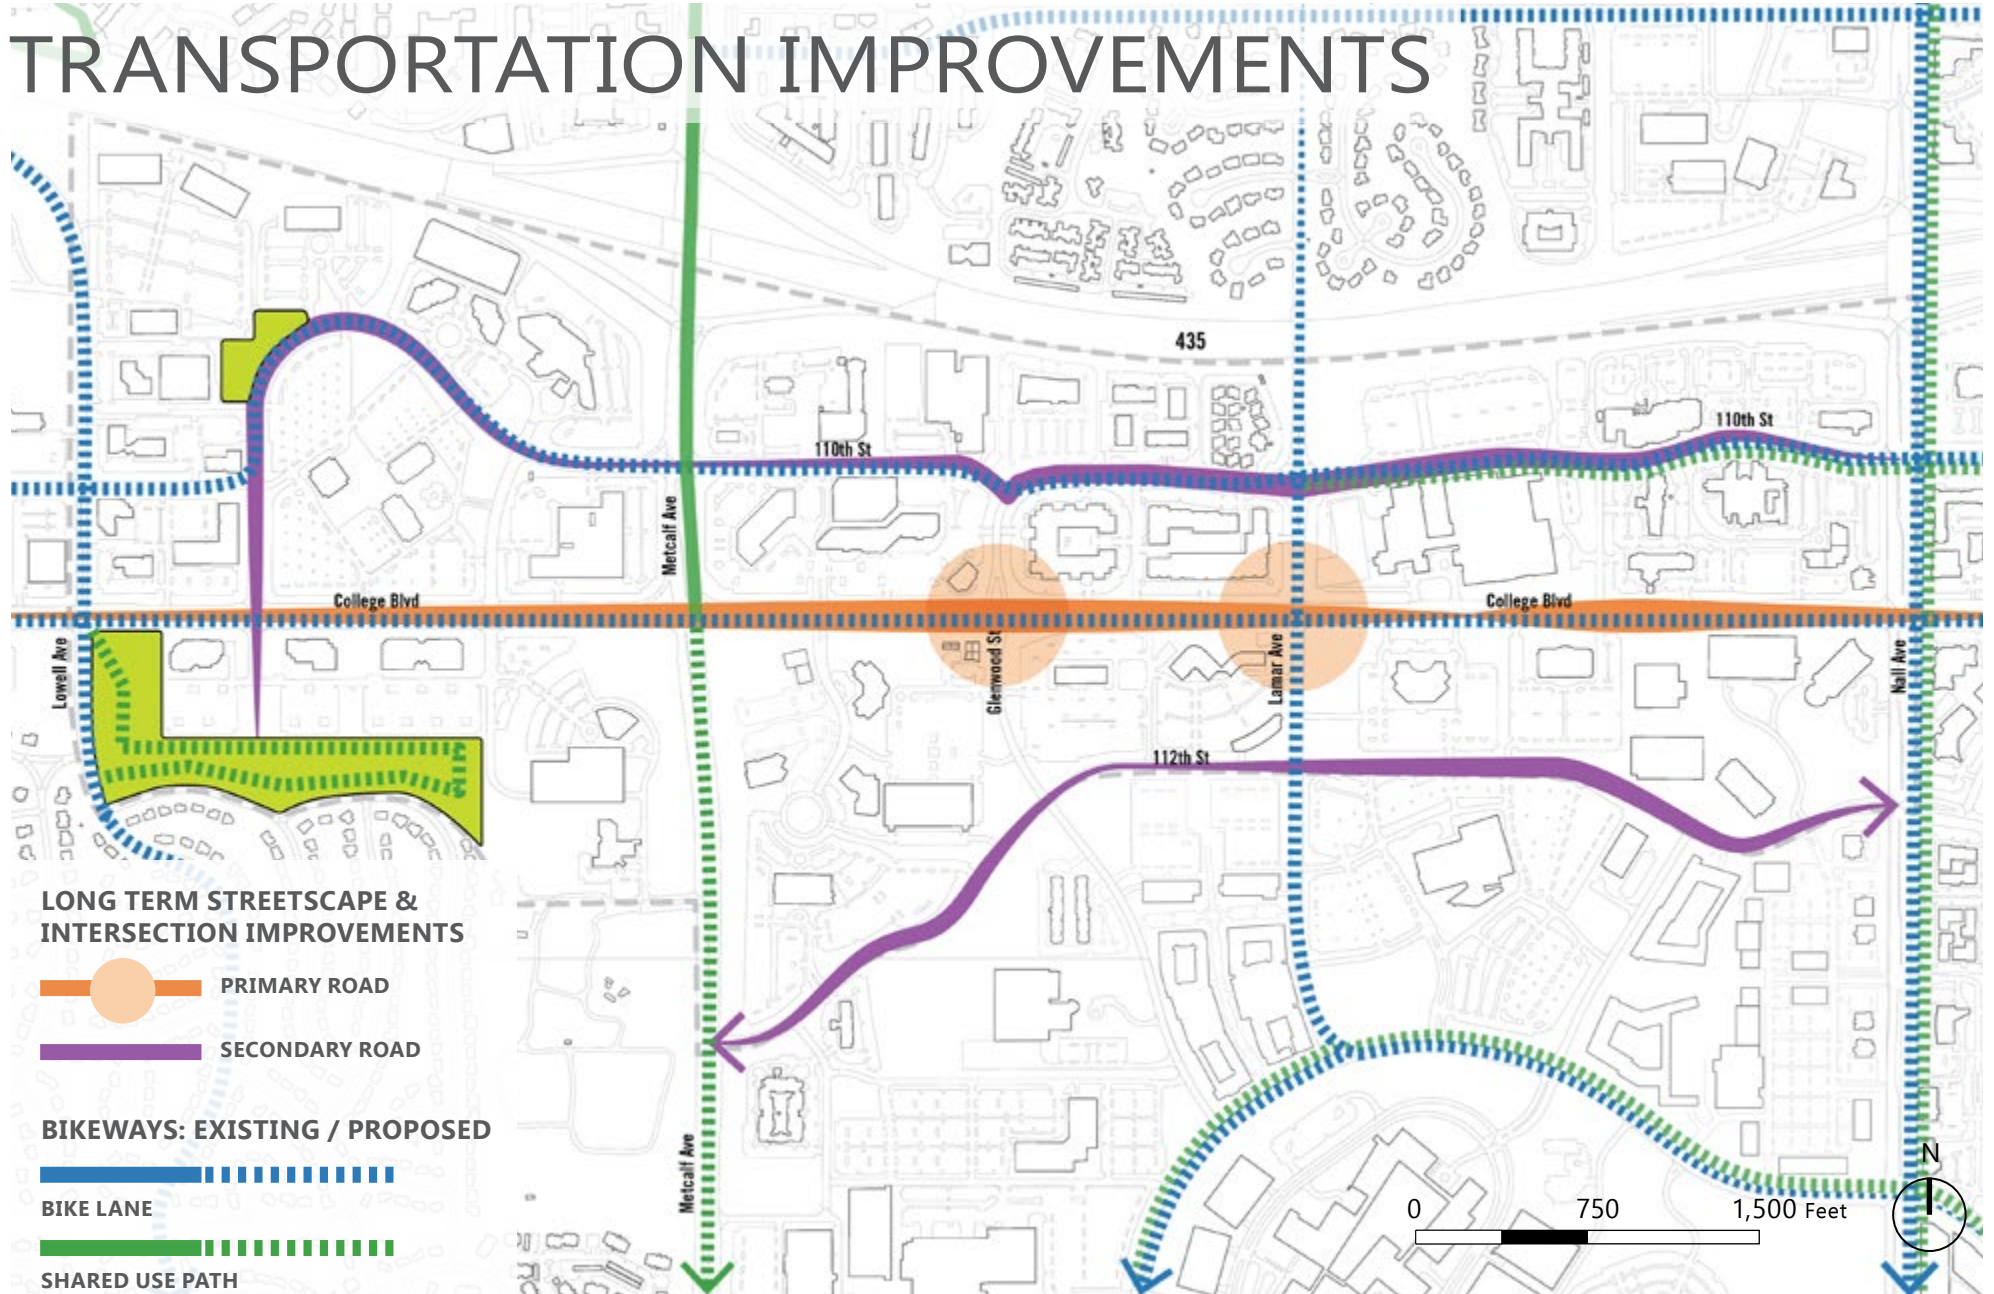 TRANSPORTATION IMPROVEMENTS
435
110th St
110th St
Metcalf Ave
College Blvd
College Blvd
Lowell Ave
Glenwood St
Lamar Ave
Nall Ave
112th St
Metcalf Ave
LONG TERM STREETSCAPE &
INTERSECTION IMPROVEMENTS
PRIMARY ROAD
SECONDARY ROAD
BIKEWAYS: EXISTING / PROPOSED
BIKE LANE
SHARED USE PATH
N
0 750 1,500 Feet